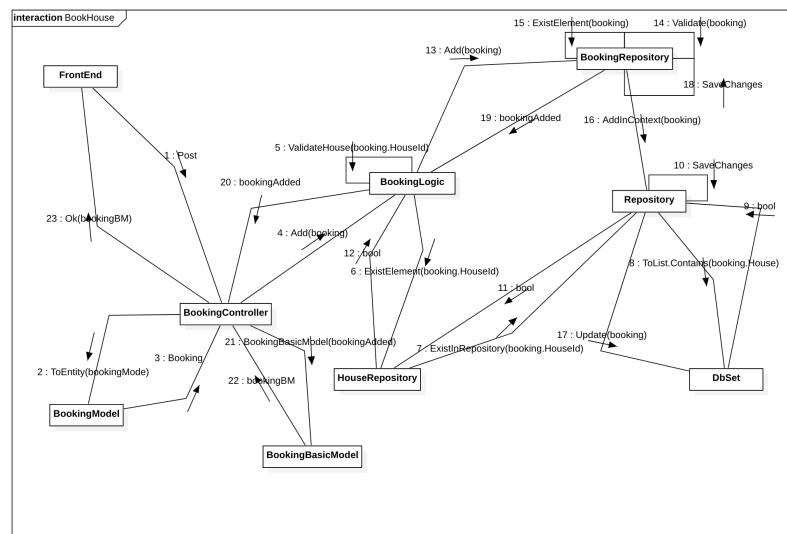 interaction BookHouse
15 : ExistElement(booking)
14 : Validate(booking)
13 : Add(booking)
BookingRepository
FrontEnd
18 : SaveChanges
19 : bookingAdded
16 : AddInContext(booking)
5 : ValidateHouse(booking.HouseId)
1 : Post
10 : SaveChanges
20 : bookingAdded
BookingLogic
Repository
9 : bool
23 : Ok(bookingBM)
4 : Add(booking)
12 : bool
6 : ExistElement(booking.HouseId)
8 : ToList.Contains(booking.House)
11 : bool
BookingController
17 : Update(booking)
21 : BookingBasicModel(bookingAdded)
7 : ExistInRepository(booking.HouseId)
3 : Booking
2 : ToEntity(bookingMode)
22 : bookingBM
HouseRepository
DbSet
BookingModel
BookingBasicModel